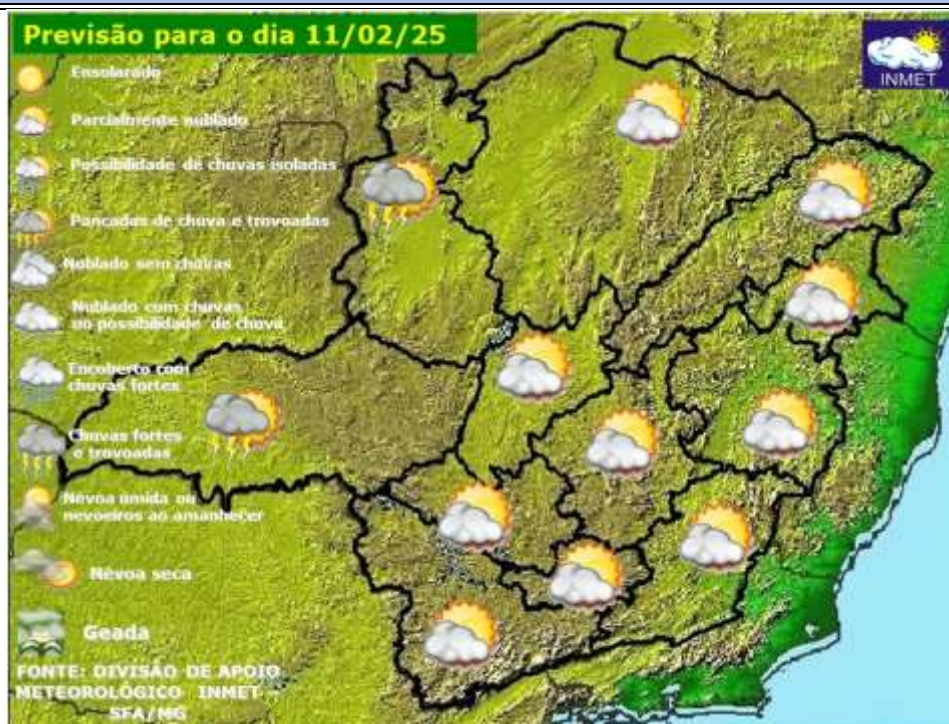 Previsão para o dia 11/02/25
INMET
Ensolarado
Parcialmente nublado
Possibilidade de chuvas isoladas
Pancadas de chuva e trovoadas
Nublado sem chuvas
Nublado com chuvas
ou possibilidade de chuva
Encoberto com
chuvas fortes
Chuvas fortes
e trovoadas
Névoa úmida ou
nevoeiros ao amanhecer
Névoa seca
Geada
FONTE: DIVISÃO DE APOIO
METEOROLÓGICO INMET -
SFA/MG